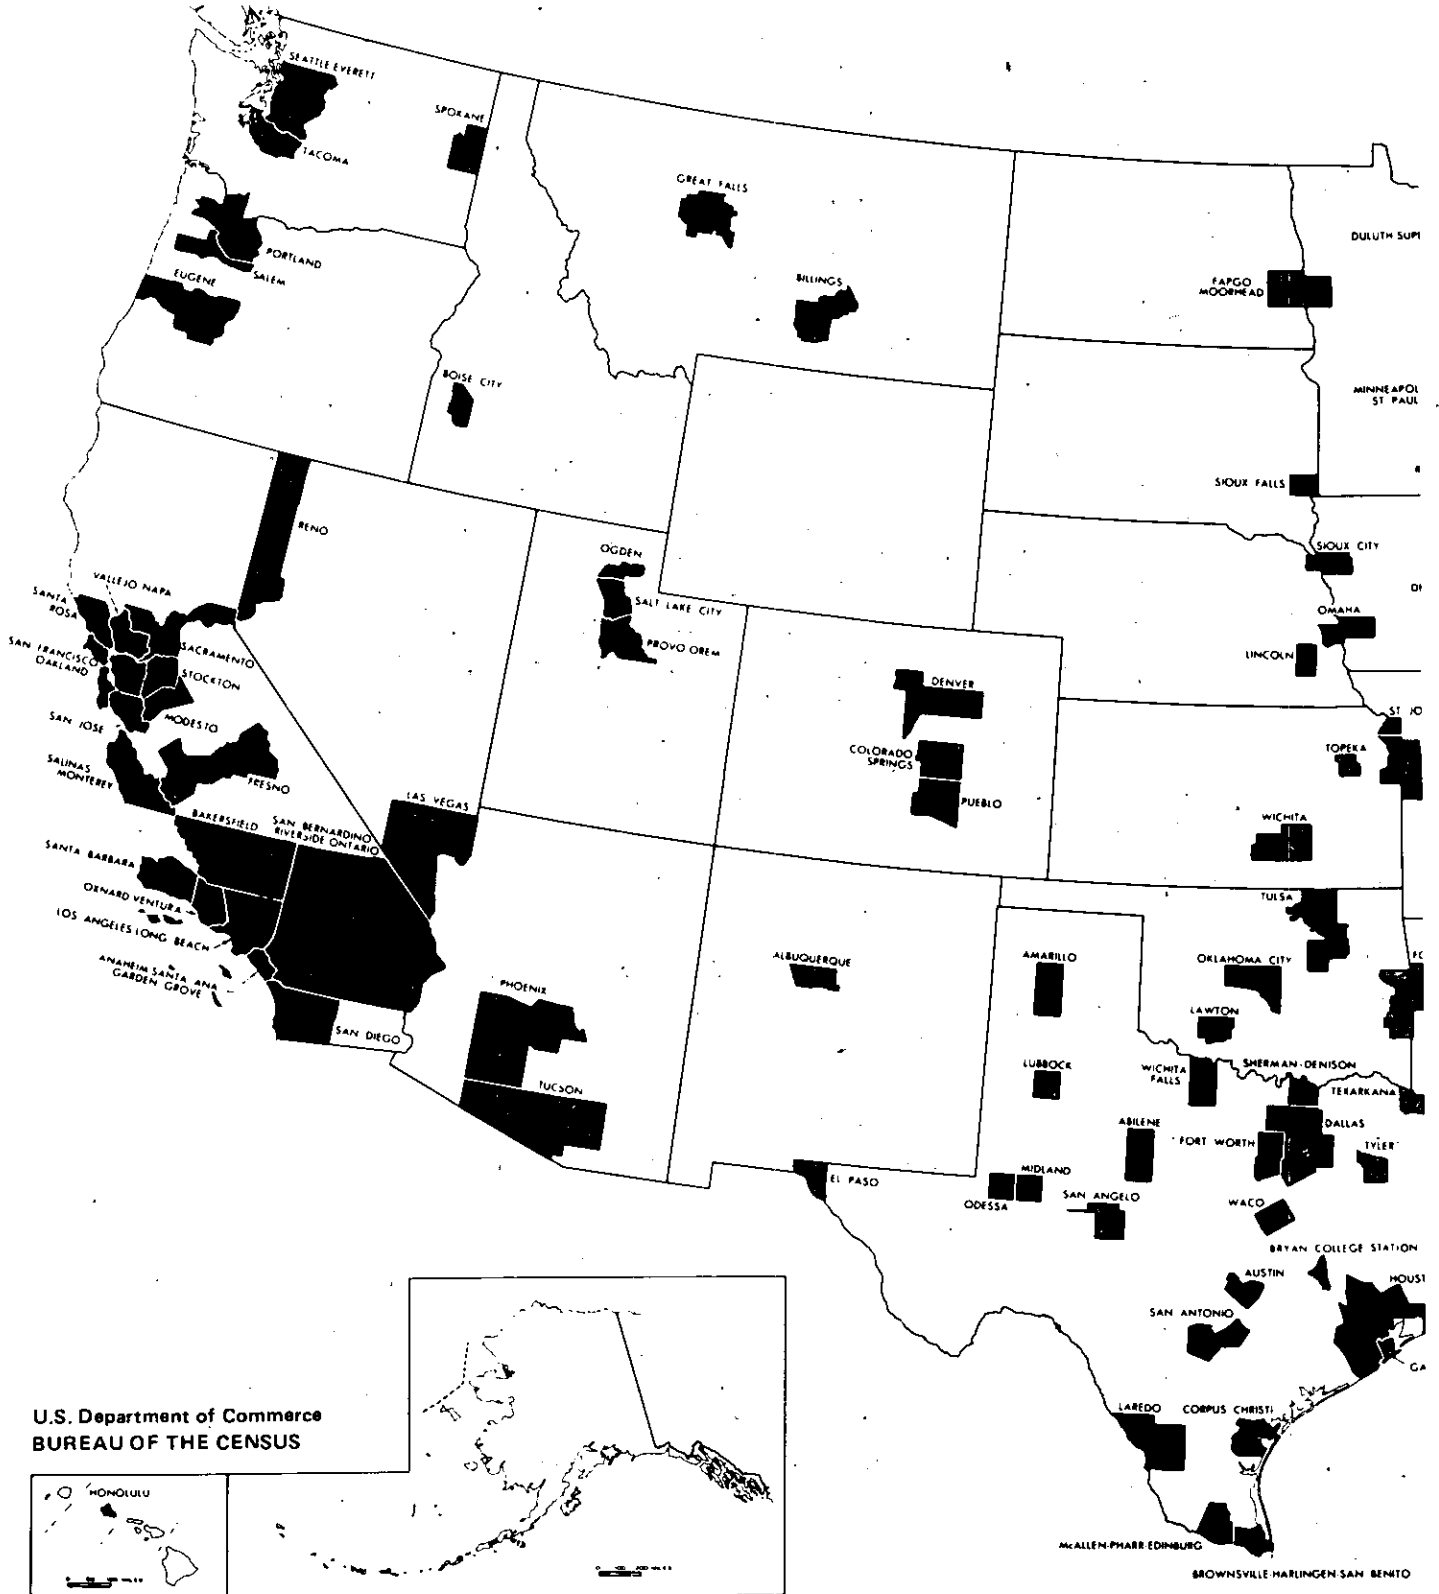 SEATTLE EVERETT
SPOKANE
TACOMA
GREAT FALLS
DULUTH SUPE
PORTLAND
SALEM
EUGENE
BILLINGS
FARGO
MOORHEAD
BOISE CITY
MINNEAPOL
ST PAUL
SIOUX FALLS
RENO
OGDEN
SIOUX CITY
VALLEJO NAPA
SANTA
ROSA
SALT LAKE CITY
OMAHA
SAN FRANCISCO
OAKLAND
SACRAMENTO
PROVO OREM
LINCOLN
STOCKTON
DENVER
SAN JOSE
MODESTO
ST JO
COLORADO
SPRINGS
TOPEKA
SALINAS
MONTEREY
FRESNO
LAS VEGAS
PUEBLO
BAKERSFIELD
SAN BERNARDINO
RIVERSIDE ONTARIO
WICHITA
SANTA BARBARA
OXNARD VENTURA
TULSA
LOS ANGELES LONG BEACH
ANAHEIM SANTA ANA
GARDEN GROVE
ALBUQUERQUE
AMARILLO
OKLAHOMA CITY
FO
PHOENIX
LAWTON
SAN DIEGO
LUBBOCK
WICHITA
FALLS
SHERMAN-DENISON
TUCSON
TEXARKANA
ABILENE
DALLAS
FORT WORTH
TYLER
EL PASO
MIDLAND
ODESSA
SAN ANGELO
WACO
BRYAN COLLEGE STATION
AUSTIN
HOUST
SAN ANTONIO
GA
U.S. Department of Commerce
BUREAU OF THE CENSUS
LAREDO
CORPUS CHRISTI
HONOLULU
McALLEN-PHARR-EDINBURG
BROWNSVILLE-HARLINGEN-SAN BENITO